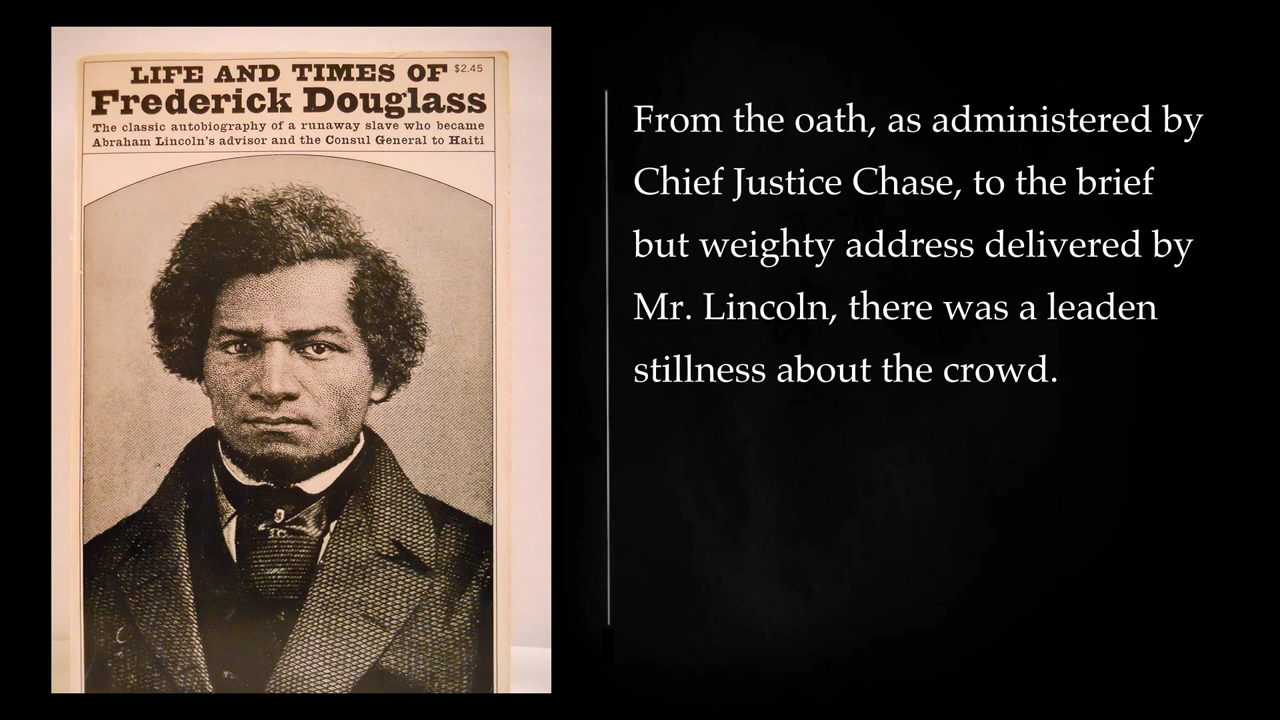 LIFE AND TIMES OF $2.45
Frederick Douglass
The classic autobiography of a runaway slave who became
Abraham Lincoln's advisor and the Consul General to Haiti
From the oath, as administered by
Chief Justice Chase, to the brief
but weighty address delivered by
Mr. Lincoln, there was a leaden
stillness about the crowd.